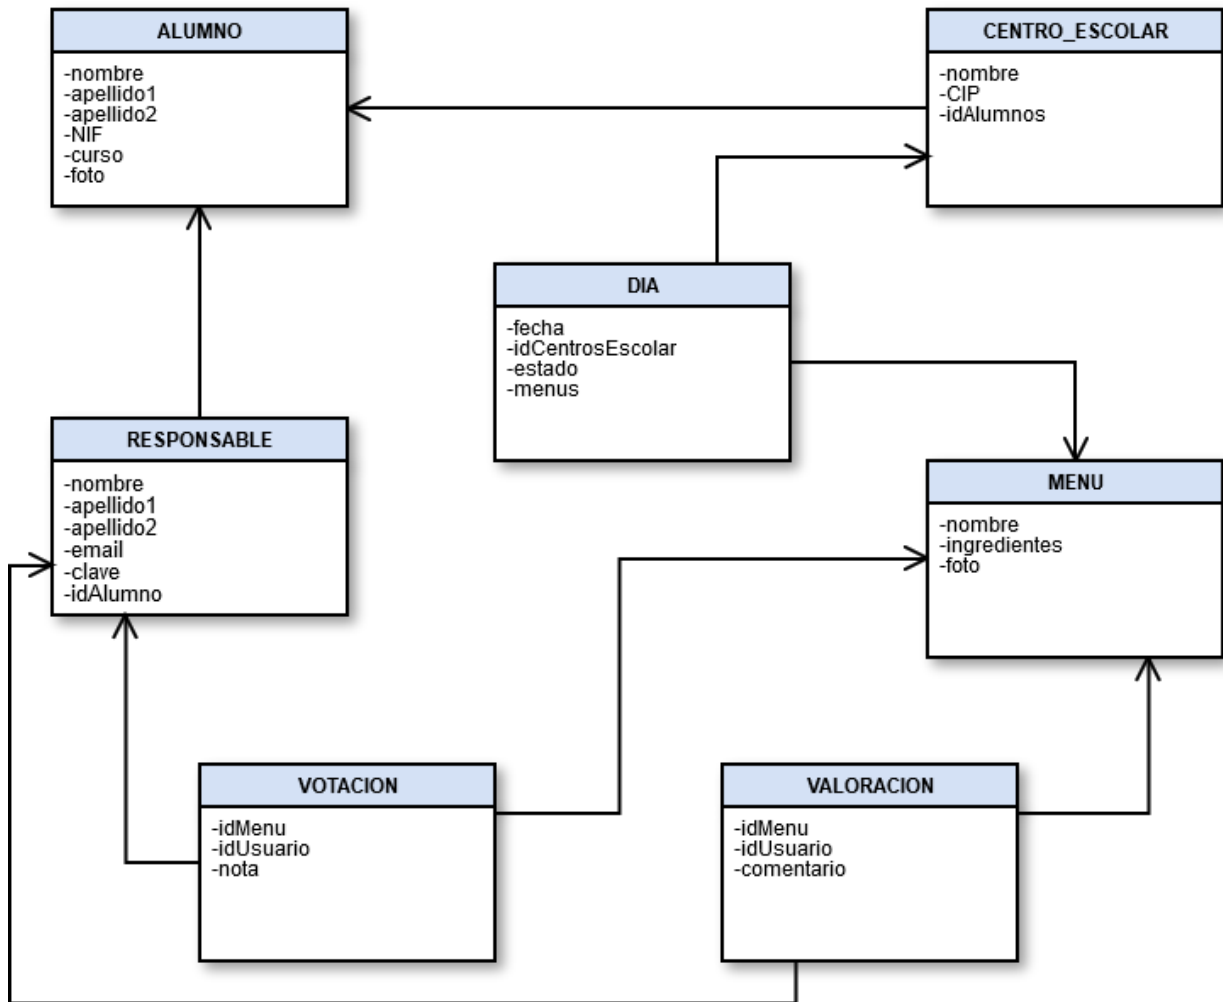 ALUMNO
-nombre
-apellido1
-apellido2
-NIF
-curso
-foto
CENTRO_ESCOLAR
-nombre
-CIP
-idAlumnos
DIA
-fecha
-idCentrosEscolar
-estado
-menus
RESPONSABLE
-nombre
-apellido1
-apellido2
-email
-clave
-idAlumno
MENU
-nombre
-ingredientes
-foto
VOTACION
-idMenu
-idUsuario
-nota
VALORACION
-idMenu
-idUsuario
-comentario